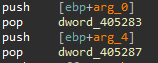 push [ebp+arg_0]
pop dword_405283
push [ebp+arg_4]
pop dword_405287